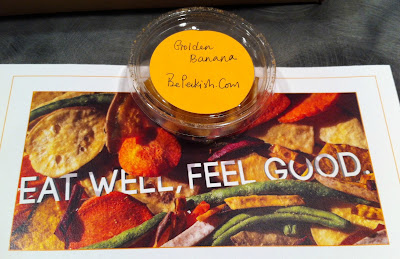 Golden
Banana
BePeckish.Com
EAT WELL, FEEL GOOD.